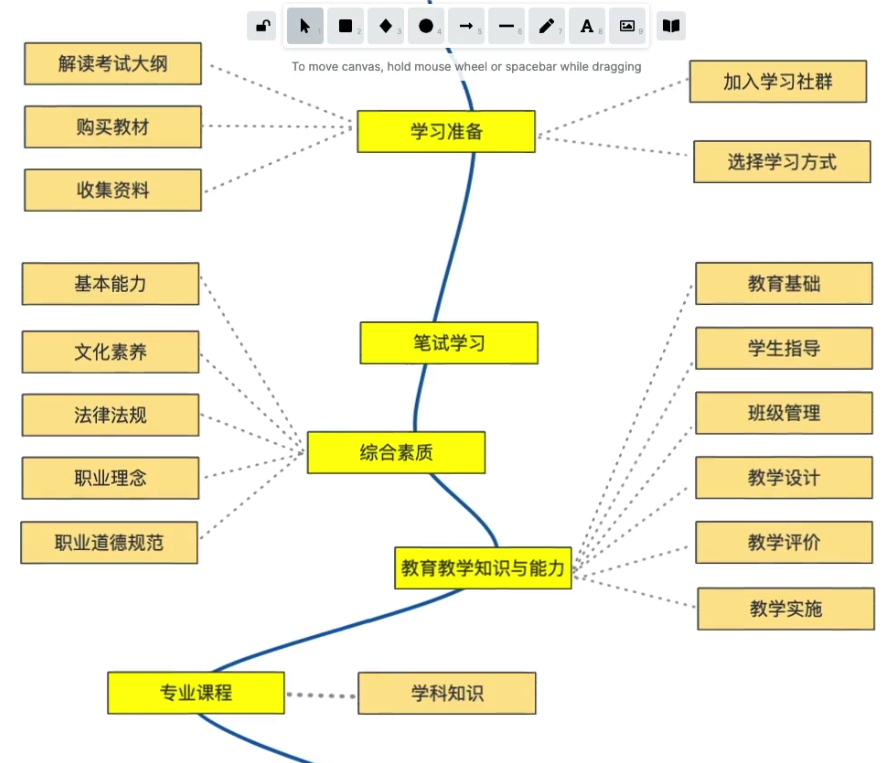 1
2
3
4
5
6
7
A
8
9
To move canvas, hold mouse wheel or spacebar while dragging
解读考试大纲
购买教材
收集资料
学习准备
加入学习社群
选择学习方式
笔试学习
基本能力
文化素养
法律法规
职业理念
职业道德规范
综合素质
教育基础
学生指导
班级管理
教学设计
教学评价
教学实施
教育教学知识与能力
专业课程
学科知识